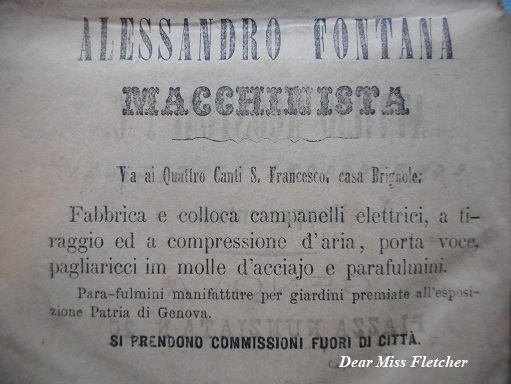 ALESSANDRO FONTANA
MACCHINISTA
Va ai Quattro Canti S. Francesco, casa Brignole;
Fabbrica e colloca campanelli elettrici, a ti-
raggio ed a compressione d'aria, porta voce,
pagliaricci im molle d'acciajo e parafulmini.
Para-fulmini manifatture per giardini premiate all'esposi-
zione Patria di Genova.
SI PRENDONO COMMISSIONI FUORI DI CITTÀ.
Dear Miss Fletcher